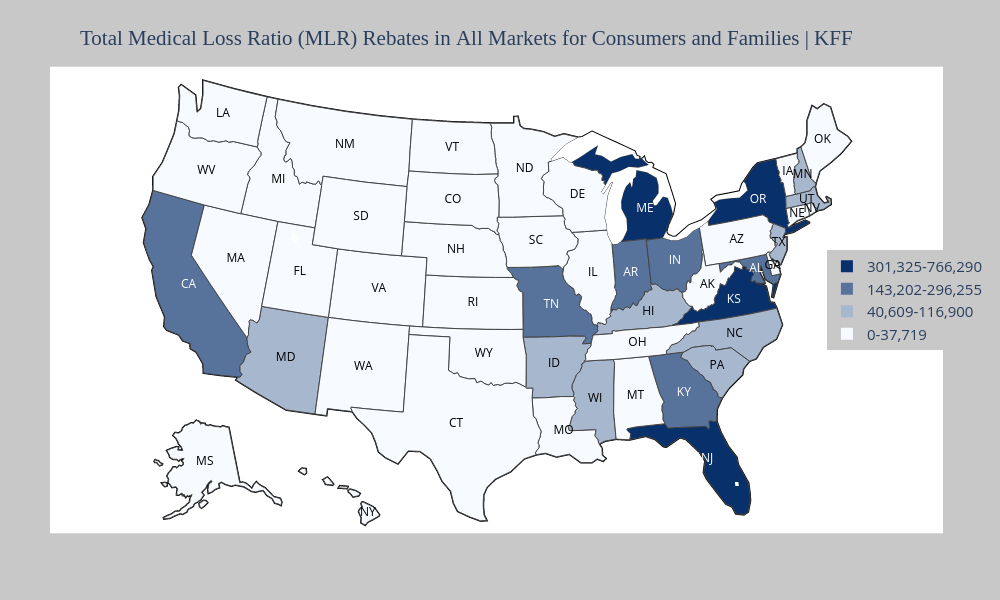 Total Medical Loss Ratio (MLR) Rebates in All Markets for Consumers and Families | KFF
LA
NM
VT
ND
OK
WV
MI
SD
CO
DE
ME
OR
IA
MN
UT
NE
NV
MA
FL
NH
SC
AZ
TX
CA
VA
RI
IL
AR
IN
AK
AL
GA
KS
TN
HI
NC
OH
MD
WA
WY
ID
WI
MT
KY
PA
CT
MO
MS
NY
NJ
301,325-766,290
143,202-296,255
40,609-116,900
0-37,719